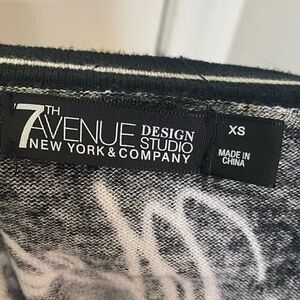 7TH
AVENUE DESIGN STUDIO
NEW YORK & COMPANY
XS
MADE IN
CHINA